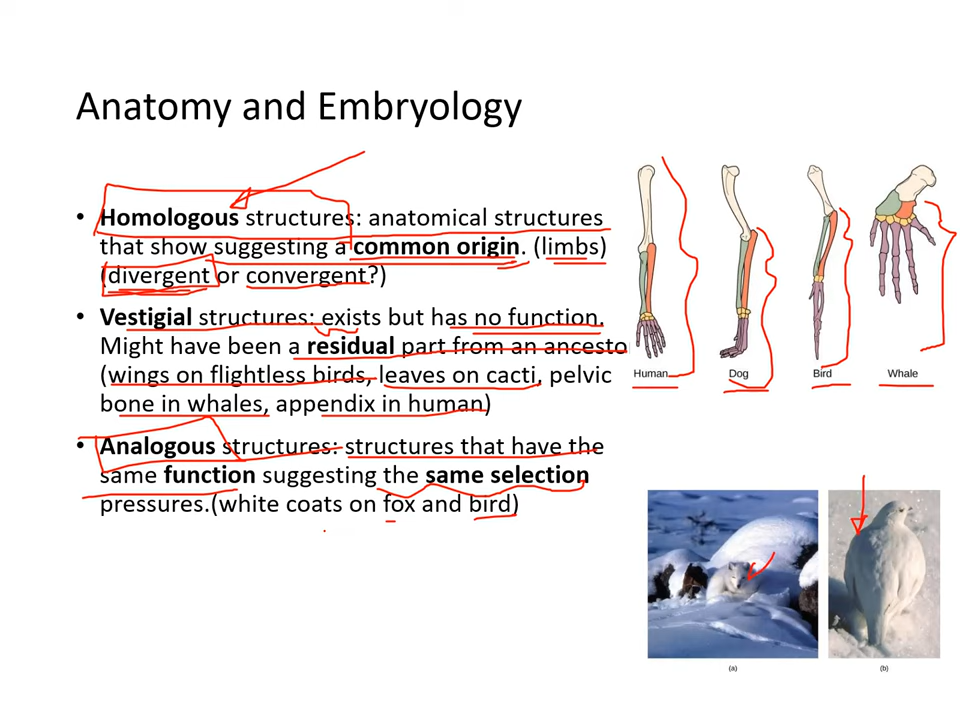 Anatomy and Embryology
• Homologous structures: anatomical structures
that show suggesting a common origin. (limbs)
(divergent or convergent?)
• Vestigial structures: exists but has no function.
Might have been a residual part from an ancesto
(wings on flightless birds, leaves on cacti, pelvic
bone in whales, appendix in human)
• Analogous structures: structures that have the
same function suggesting the same selection
pressures.(white coats on fox and bird)
Human Dog Bird Whale
(a) (b)